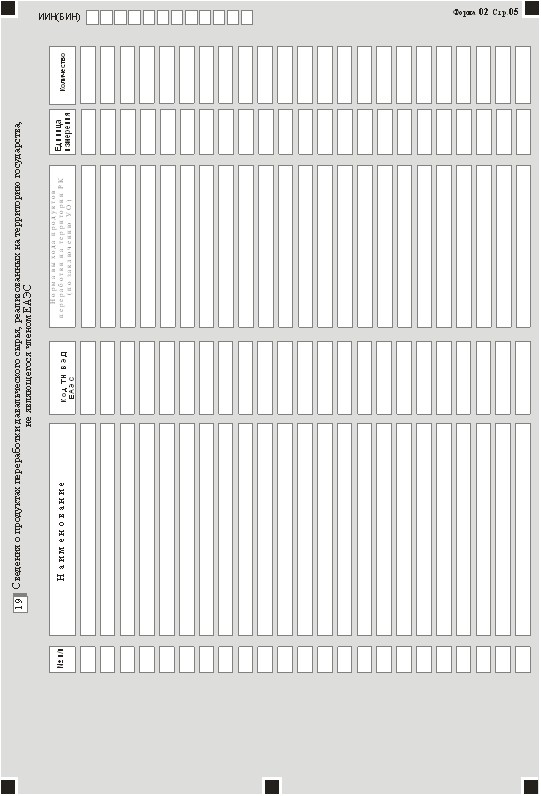 ИИН(БИН)
Форма 02 Стр.05
19 Сведения о продуктах переработки давальческого сырья, реализованных на территорию государства,
не являющегося членом ЕАЭС
№ п/п
Наименование
Код ТН ВЭД
ЕАЭС
Норма выхода продуктов
переработки на территории РК
(по заключению УО)
Единица
измерения
Количество